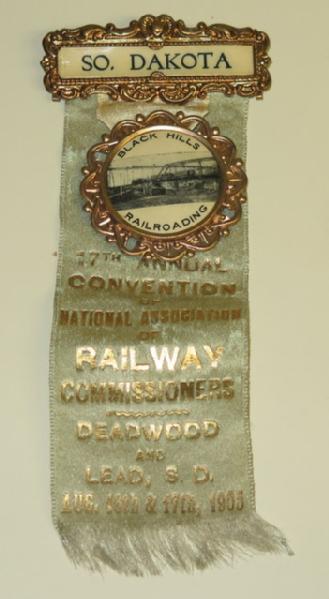 SO. DAKOTA
BLACK HILLS
RAILROADING
17TH ANNUAL
CONVENTION
OF
NATIONAL ASSOCIATION
OF
RAILWAY
COMMISSIONERS
DEADWOOD
AND
LEAD, S. D.
AUG. 16th & 17th, 1905